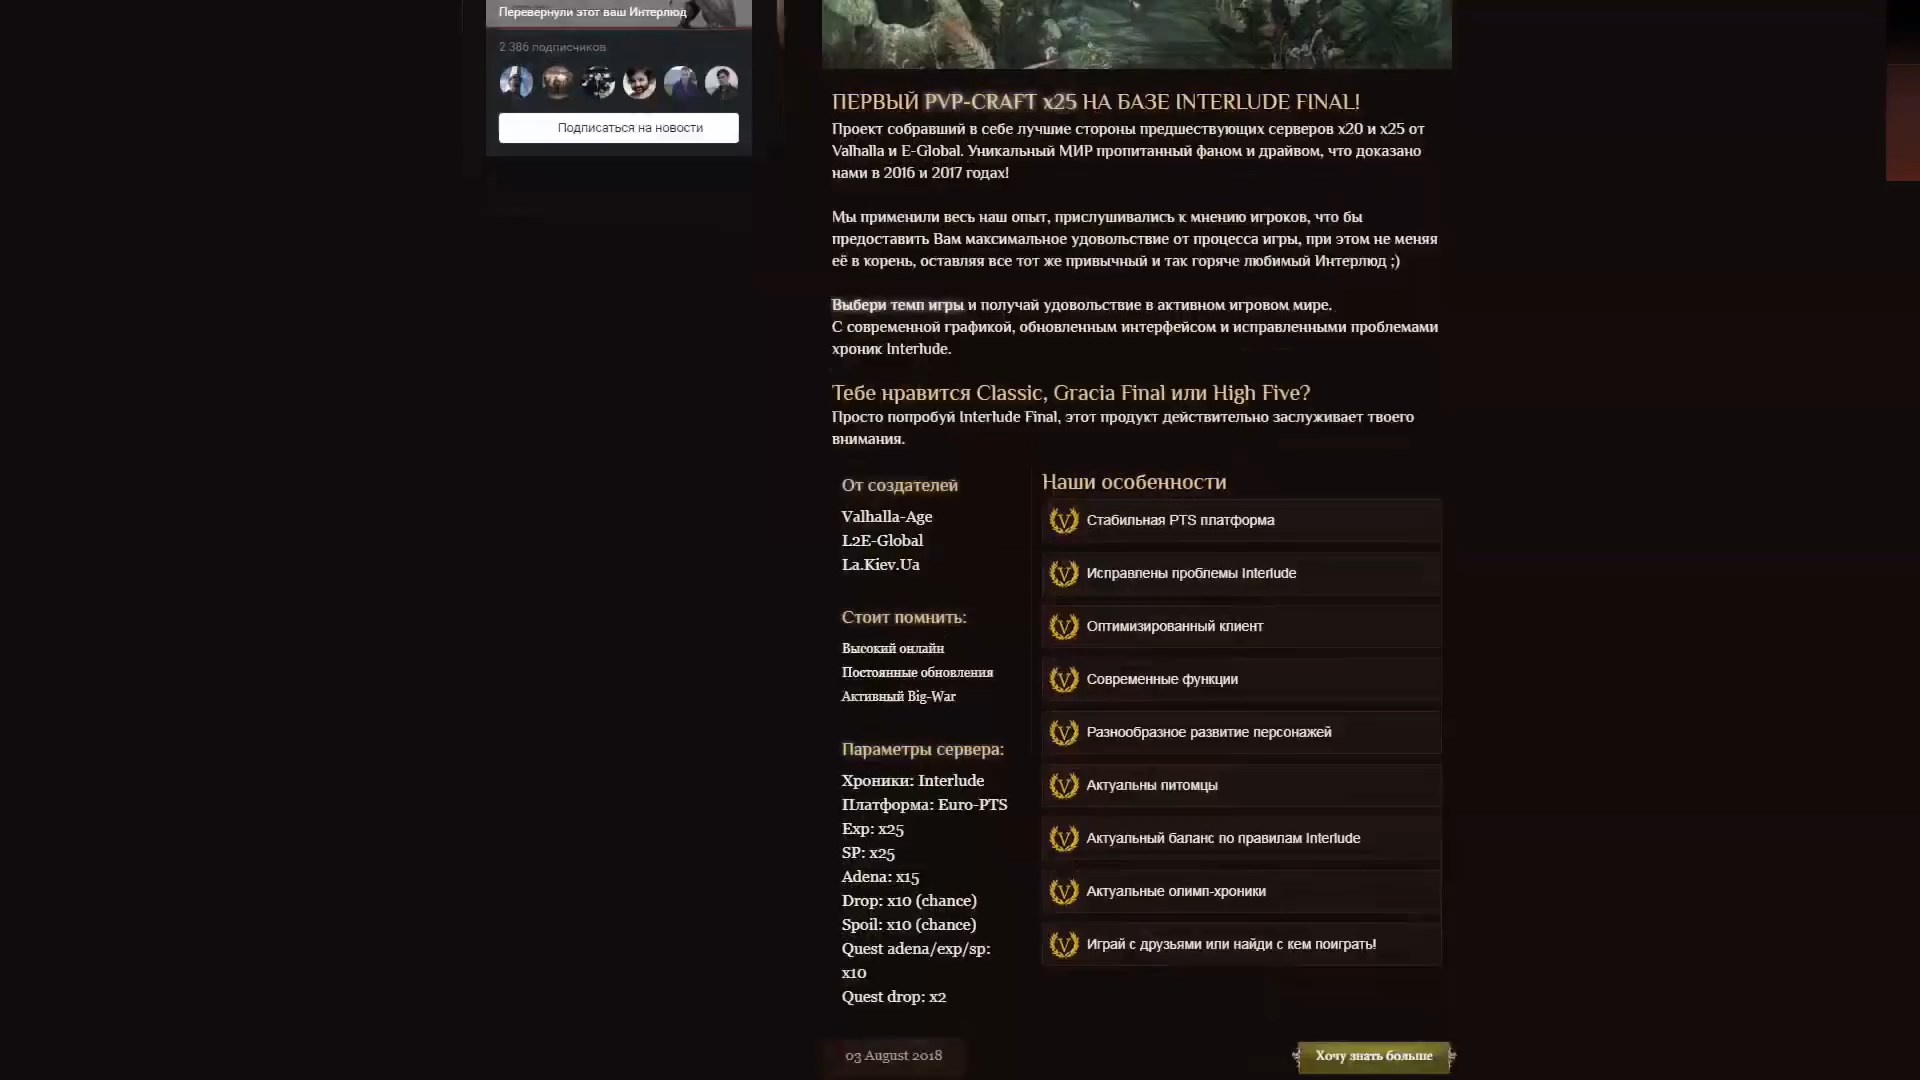 Перевернули этот ваш Интерлюд
2 386 подписчиков
Подписаться на новости
ПЕРВЫЙ PVP-CRAFT x25 НА БАЗЕ INTERLUDE FINAL!
Проект собравший в себе лучшие стороны предшествующих серверов x20 и x25 от
Valhalla и E-Global. Уникальный МИР пропитанный фаном и драйвом, что доказано
нами в 2016 и 2017 годах!
Мы применили весь наш опыт, прислушивались к мнению игроков, что бы
предоставить Вам максимальное удовольствие от процесса игры, при этом не меняя
её в корень, оставляя все тот же привычный и так горяче любимый Интерлюд ;)
Выбери темп игры и получай удовольствие в активном игровом мире.
С современной графикой, обновленным интерфейсом и исправленными проблемами
хроник Interlude.
Тебе нравится Classic, Gracia Final или High Five?
Просто попробуй Interlude Final, этот продукт действительно заслуживает твоего
внимания.
От создателей
Valhalla-Age
L2E-Global
La.Kiev.Ua
Стоит помнить:
Высокий онлайн
Постоянные обновления
Активный Big-War
Параметры сервера:
Хроники: Interlude
Платформа: Euro-PTS
Exp: x25
SP: x25
Adena: x15
Drop: x10 (chance)
Spoil: x10 (chance)
Quest adena/exp/sp:
x10
Quest drop: x2
Наши особенности
Стабильная PTS платформа
Исправлены проблемы Interlude
Оптимизированный клиент
Современные функции
Разнообразное развитие персонажей
Актуальны питомцы
Актуальный баланс по правилам Interlude
Актуальные олимп-хроники
Играй с друзьями или найди с кем поиграть!
03 August 2018
Хочу знать больше